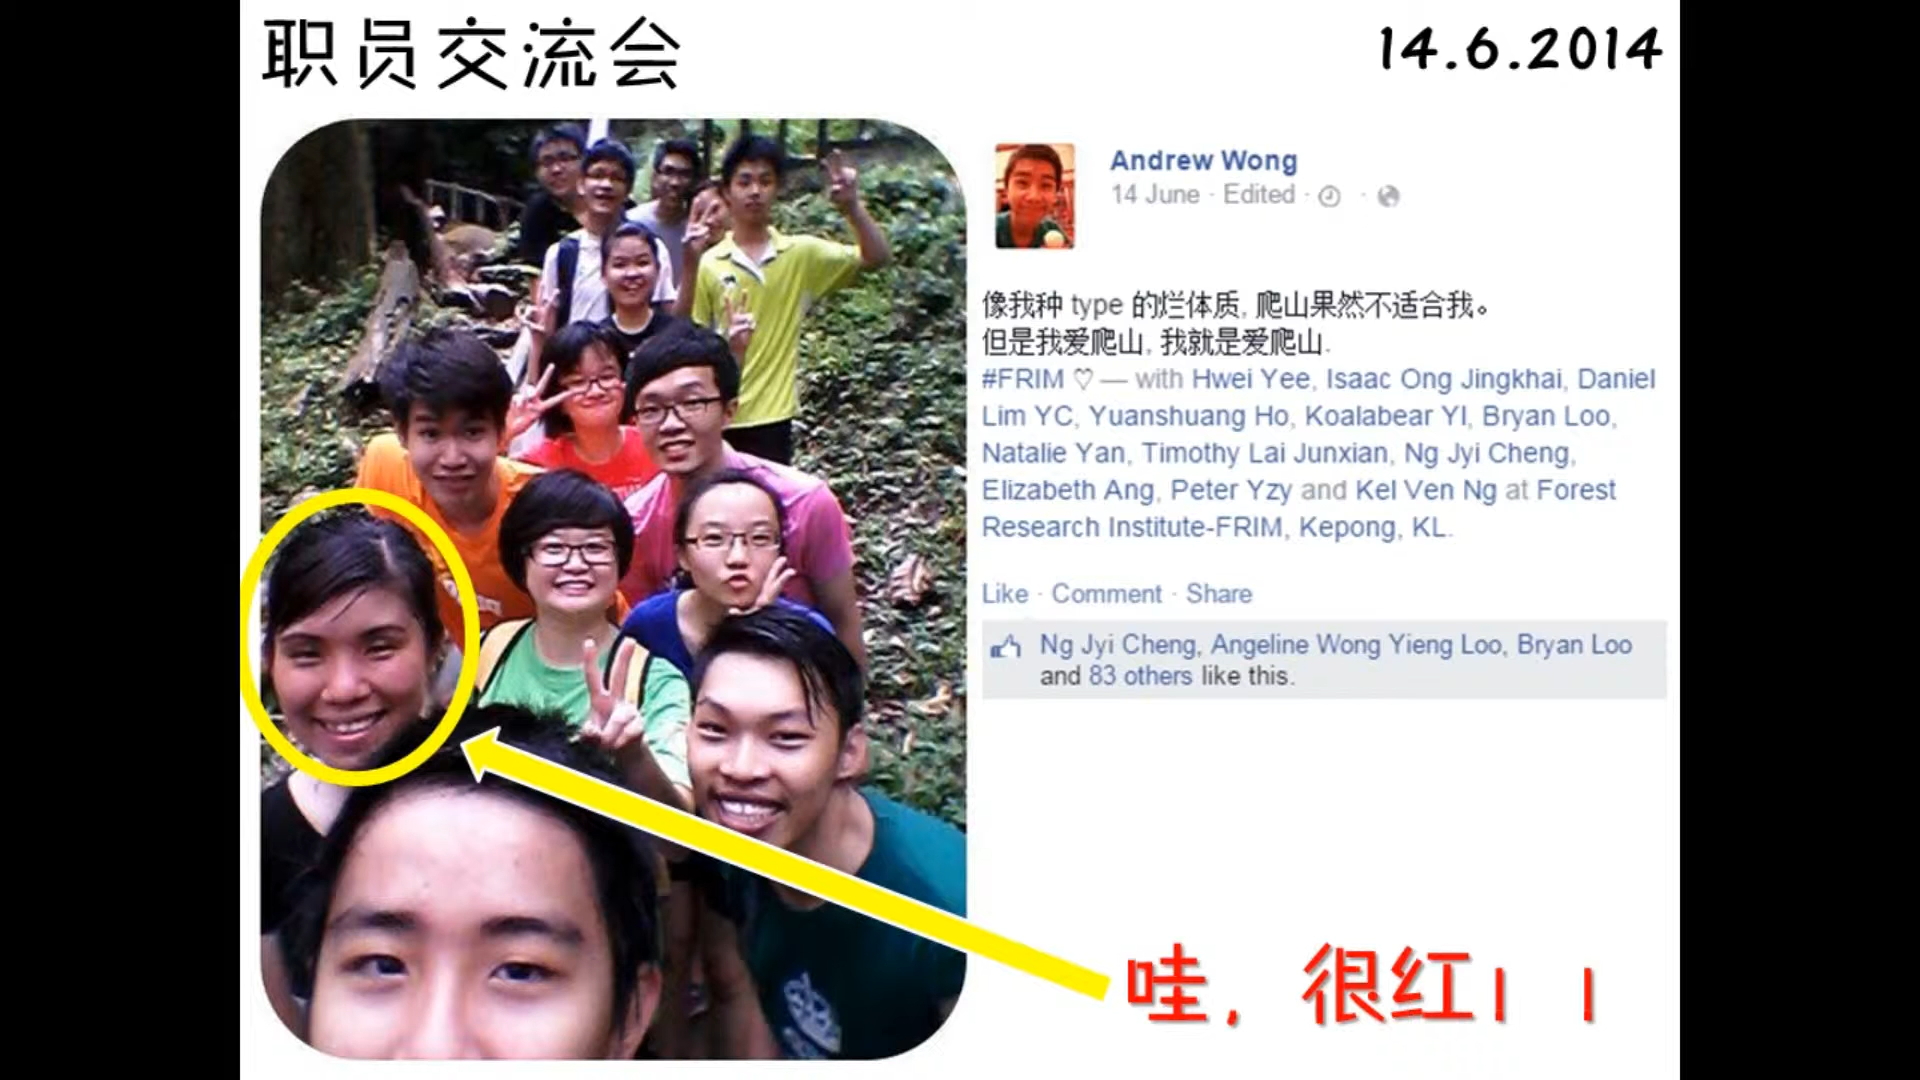 职员交流会
14.6.2014
Andrew Wong
14 June · Edited ·
像我种 type 的烂体质, 爬山果然不适合我。
但是我爱爬山, 我就是爱爬山.
#FRIM ♡ — with Hwei Yee, Isaac Ong Jingkhai, Daniel
Lim YC, Yuanshuang Ho, Koalabear YI, Bryan Loo,
Natalie Yan, Timothy Lai Junxian, Ng Jyi Cheng,
Elizabeth Ang, Peter Yzy and Kel Ven Ng at Forest
Research Institute-FRIM, Kepong, KL.
Like · Comment · Share
Ng Jyi Cheng, Angeline Wong Yieng Loo, Bryan Loo
and 83 others like this.
哇，很红！！